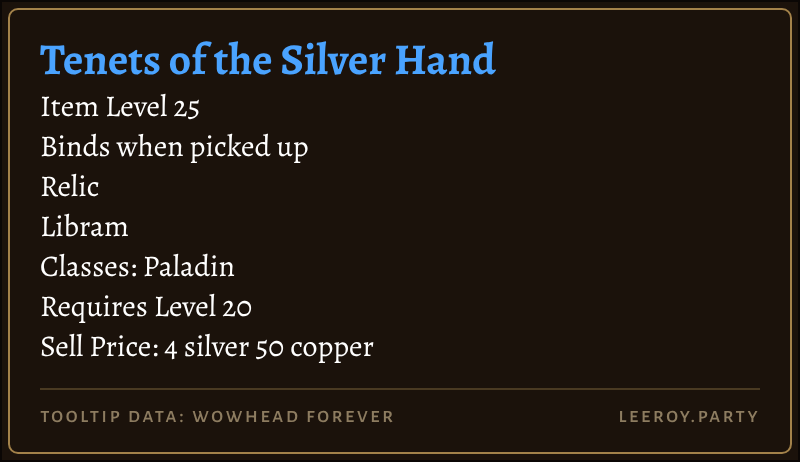 Tenets of the Silver Hand
Item Level 25
Binds when picked up
Relic
Libram
Classes: Paladin
Requires Level 20
Sell Price: 4 silver 50 copper
TOOLTIP DATA: WOWHEAD FOREVER
LEEROY.PARTY